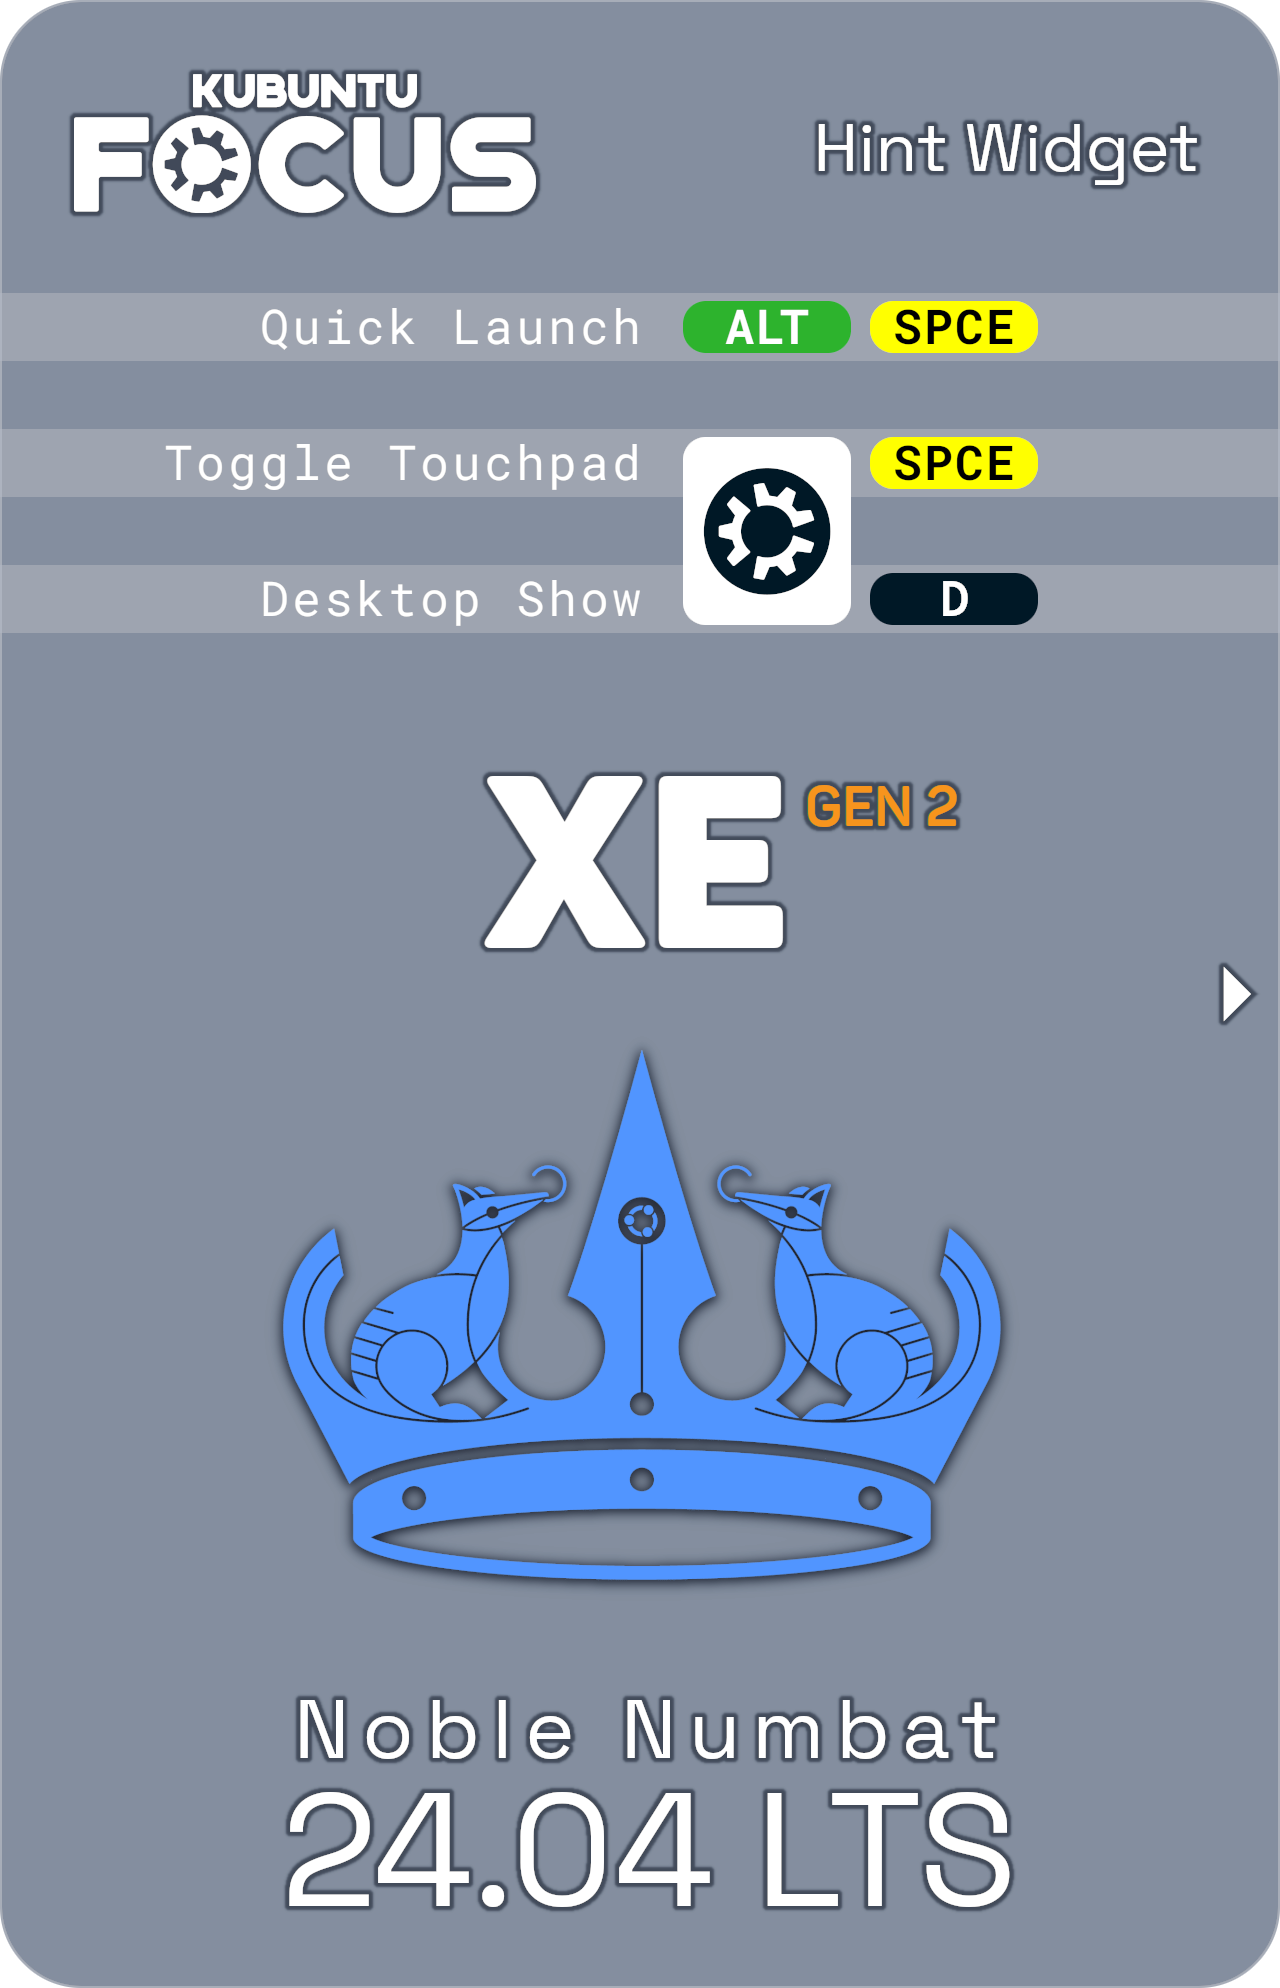 KUBUNTU
FOCUS
Hint Widget
Quick Launch ALT SPCE
Toggle Touchpad SPCE
Desktop Show D
XE GEN 2
Noble Numbat
24.04 LTS